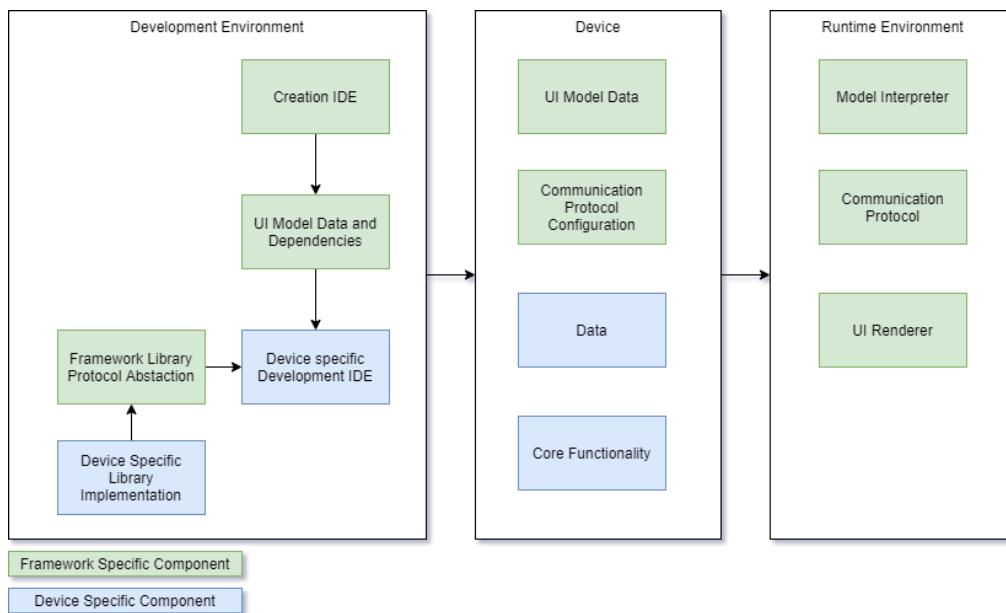 Development Environment
Creation IDE
UI Model Data and
Dependencies
Framework Library
Protocol Abstaction
Device specific
Development IDE
Device Specific
Library
Implementation
Device
UI Model Data
Communication
Protocol
Configuration
Data
Core Functionality
Runtime Environment
Model Interpreter
Communication
Protocol
UI Renderer
Framework Specific Component
Device Specific Component